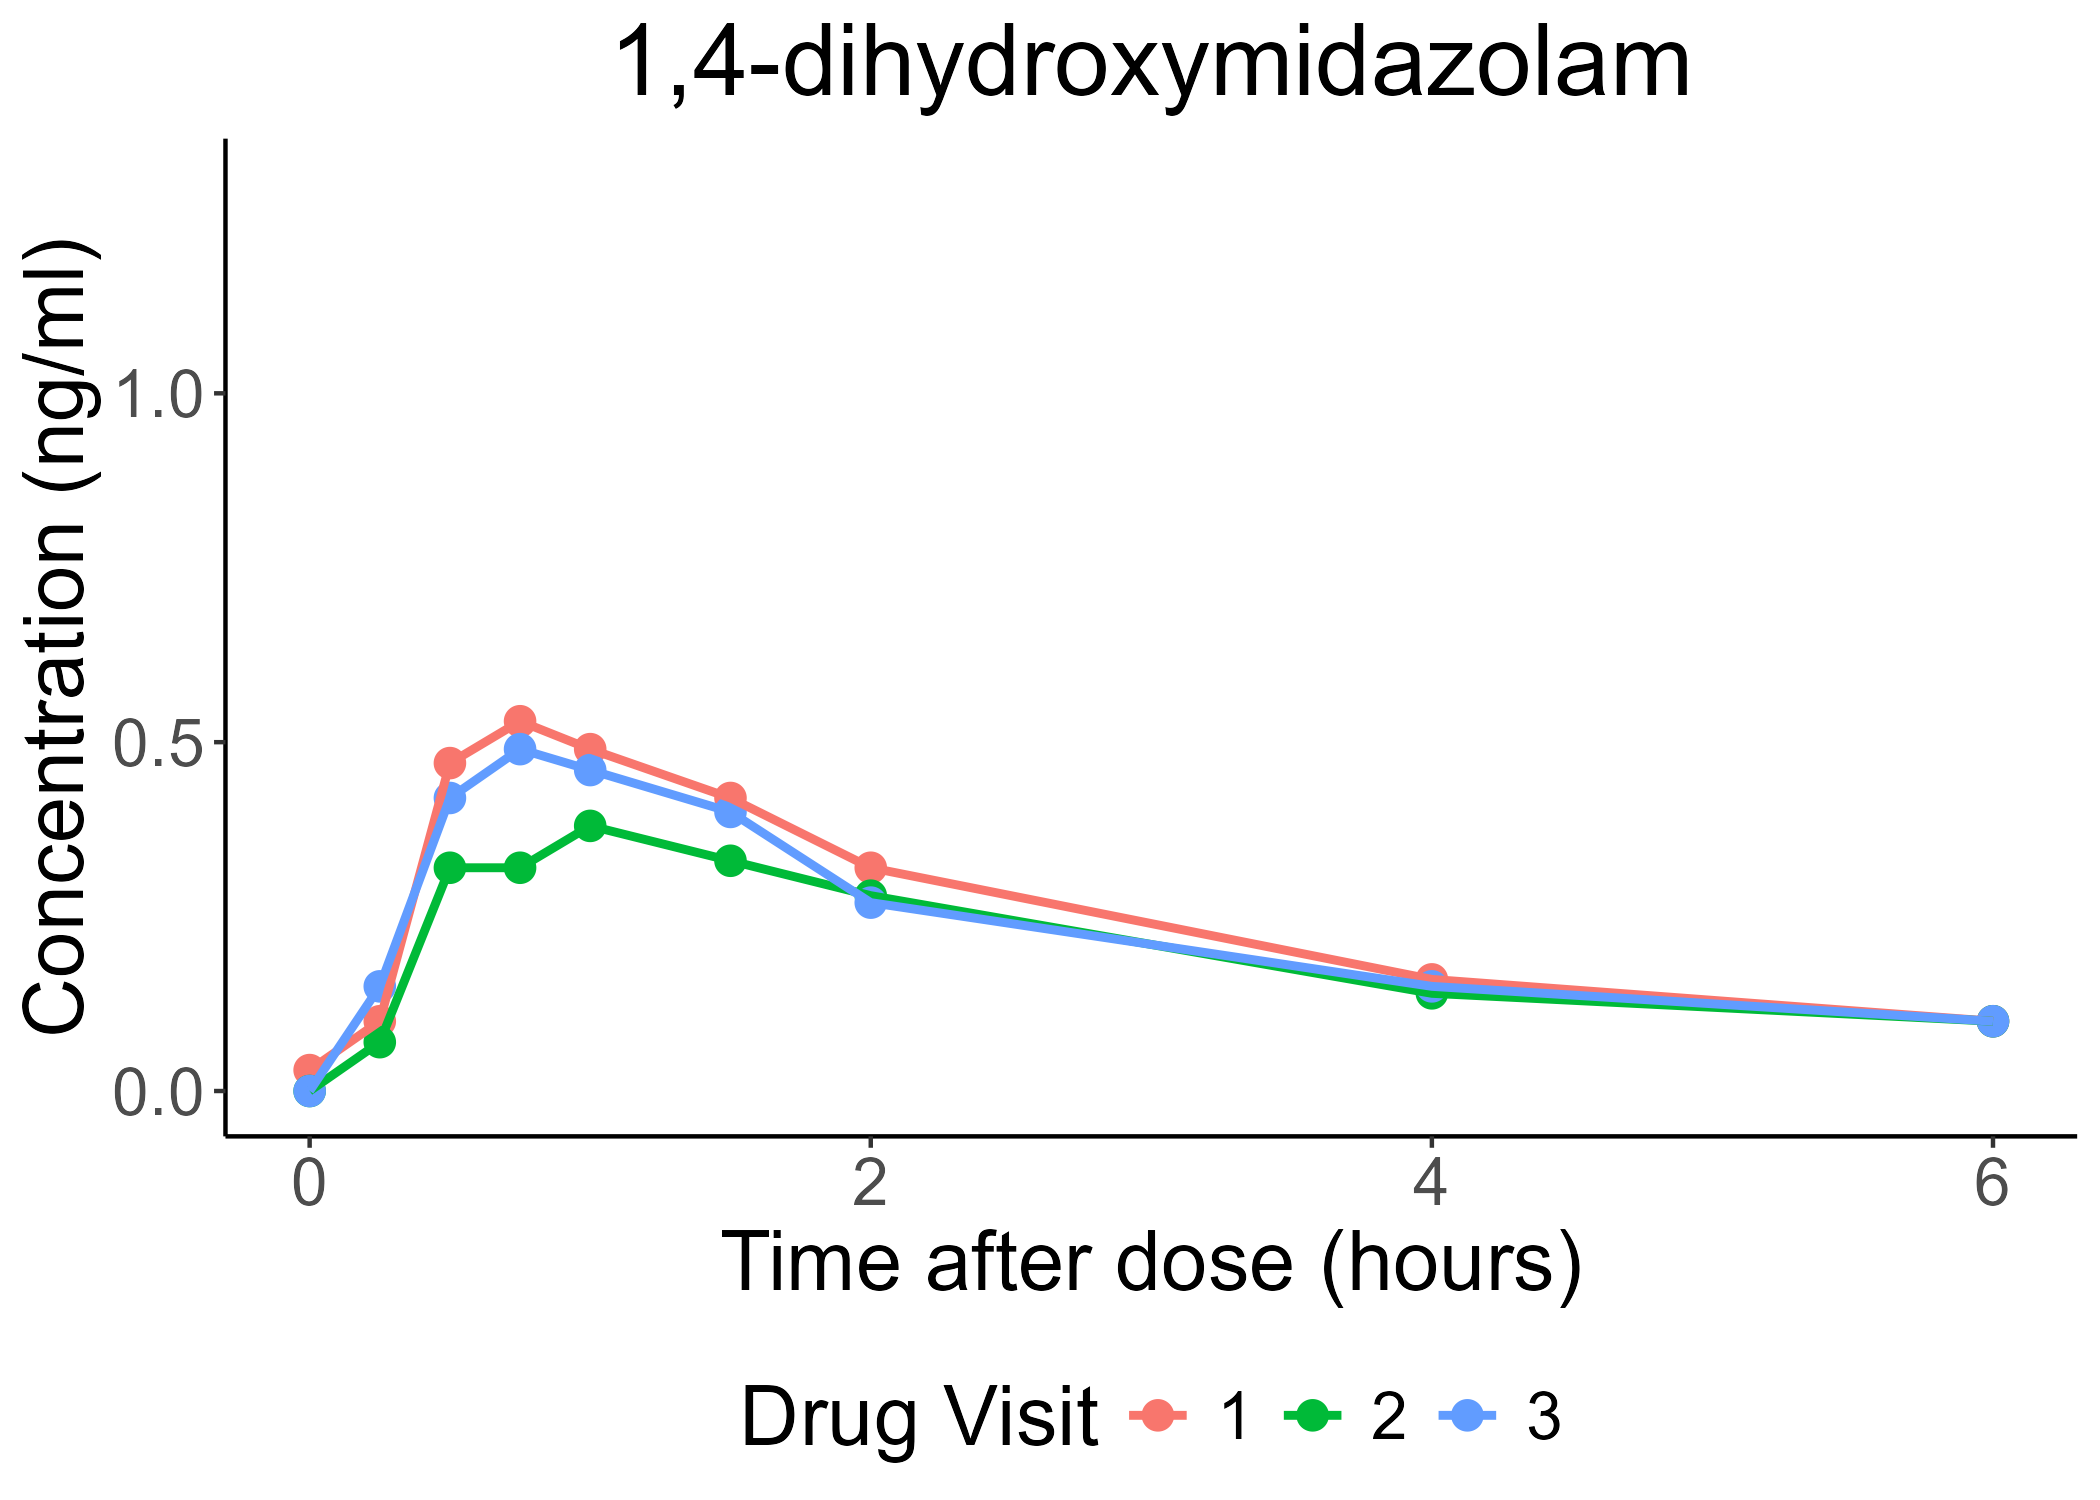 1,4-dihydroxymidazolam
Concentration (ng/ml)
1.0
0.5
0.0
0 2 4 6
Time after dose (hours)
Drug Visit 1 2 3